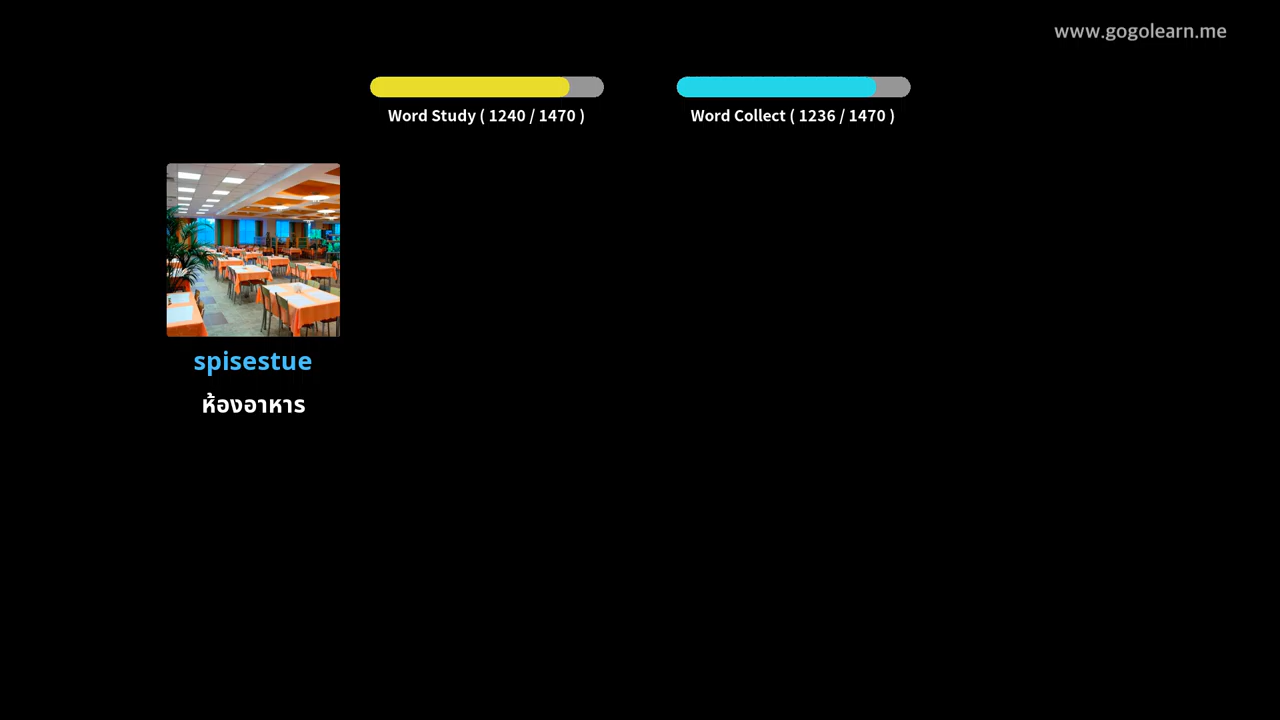 www.gogolearn.me
Word Study ( 1240 / 1470 )
Word Collect ( 1236 / 1470 )
spisestue
ห้องอาหาร